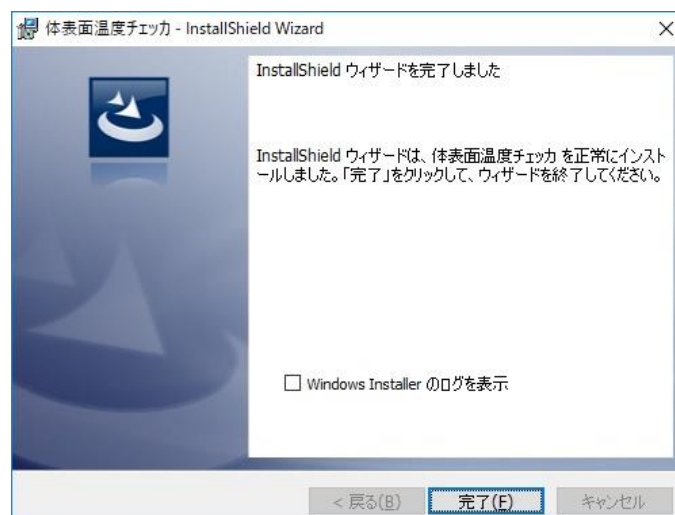 体表面温度チェッカ - InstallShield Wizard
InstallShield ウィザードを完了しました
InstallShield ウィザードは、体表面温度チェッカ を正常にインスト
ールしました。「完了」をクリックして、ウィザードを終了してください。
Windows Installer のログを表示
< 戻る(B)
完了(F)
キャンセル